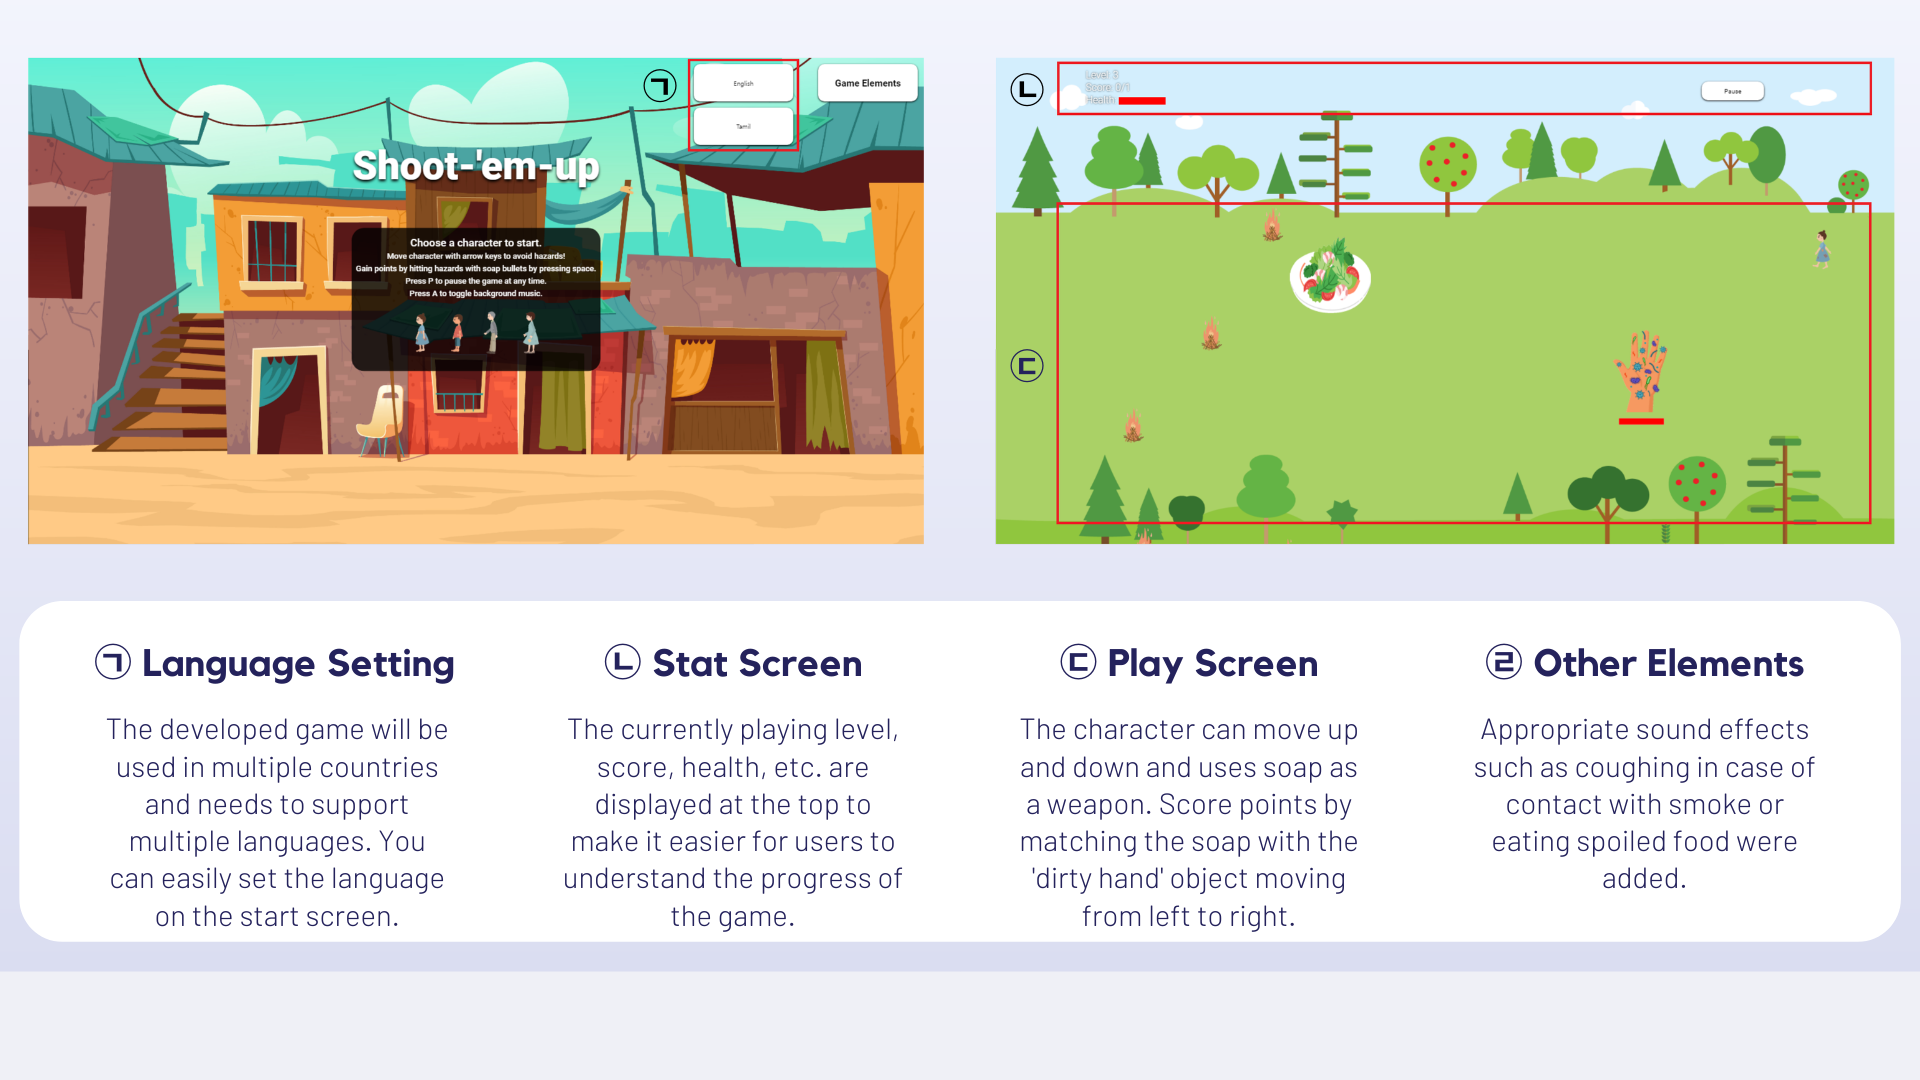 ㉠
English
Tamil
Game Elements
Shoot-'em-up
Choose a character to start.
Move character with arrow keys to avoid hazards!
Gain points by hitting hazards with soap bullets by pressing space.
Press P to pause the game at any time.
Press A to toggle background music.
㉡
Level: 3
Score: 0/1
Health:
Pause
㉢
㉠ Language Setting
The developed game will be
used in multiple countries
and needs to support
multiple languages. You
can easily set the language
on the start screen.
㉡ Stat Screen
The currently playing level,
score, health, etc. are
displayed at the top to
make it easier for users to
understand the progress of
the game.
㉢ Play Screen
The character can move up
and down and uses soap as
a weapon. Score points by
matching the soap with the
'dirty hand' object moving
from left to right.
㉣ Other Elements
Appropriate sound effects
such as coughing in case of
contact with smoke or
eating spoiled food were
added.